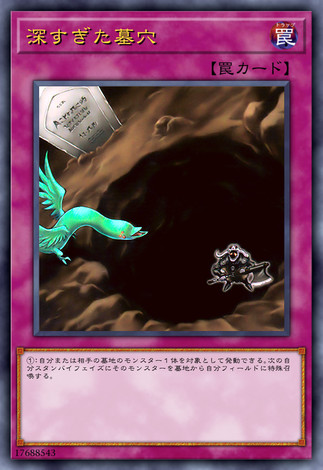 深すぎた墓穴
トラップ
罠
【罠カード】
①:自分または相手の墓地のモンスター１体を対象として発動できる。次の自
分スタンバイフェイズにそのモンスターを墓地から自分フィールドに特殊召
喚する。
17688543